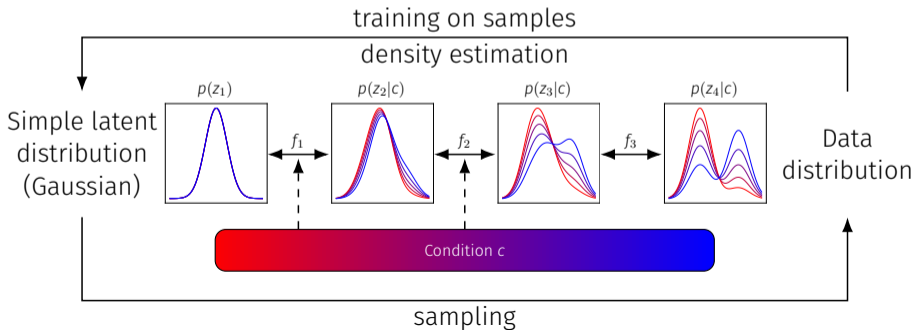 training on samples
density estimation
p(z₁)
p(z₂|c)
p(z₃|c)
p(z₄|c)
Simple latent
distribution
(Gaussian)
f₁
f₂
f₃
Data
distribution
Condition c
sampling